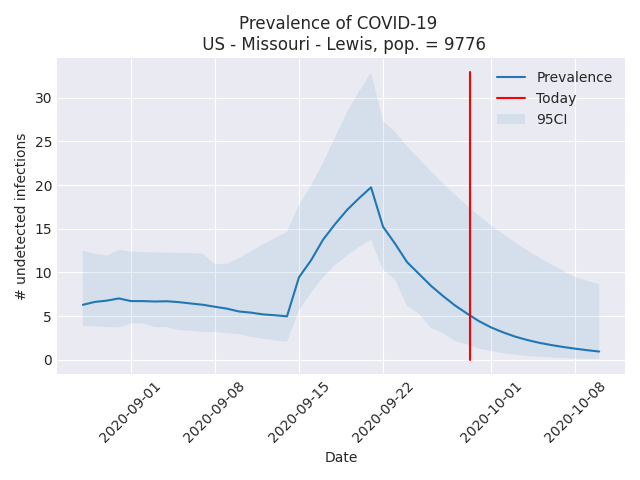 Prevalence of COVID-19
US - Missouri - Lewis, pop. = 9776
Prevalence
Today
95CI
# undetected infections
30
25
20
15
10
5
0
2020-09-01
2020-09-08
2020-09-15
2020-09-22
2020-10-01
2020-10-08
Date